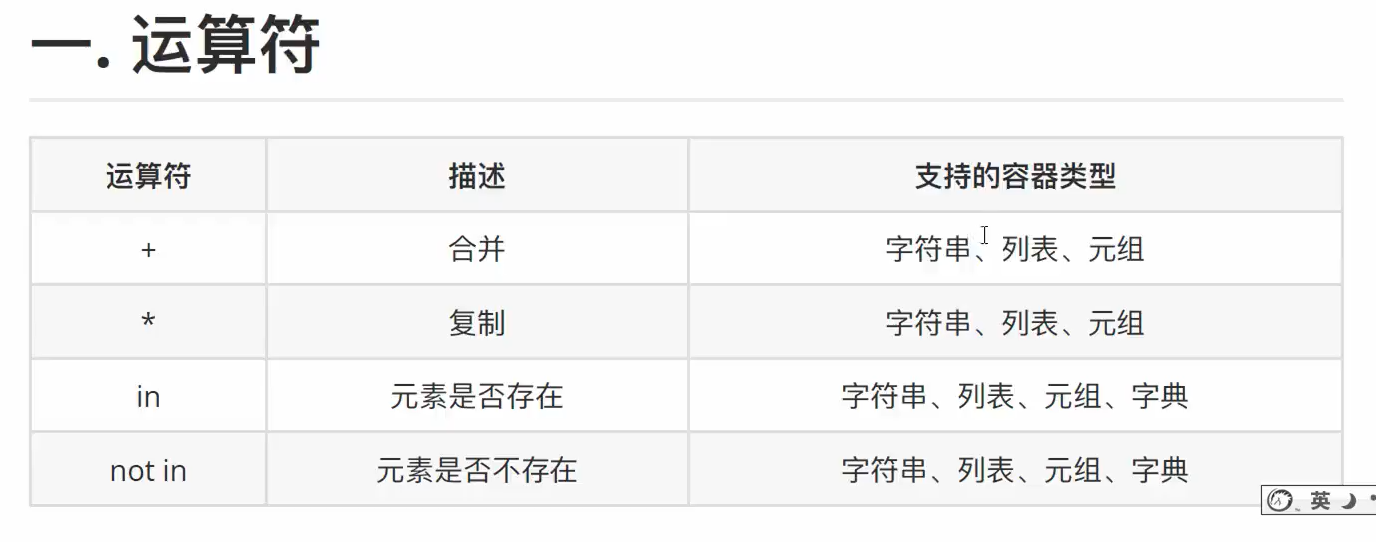 一. 运算符
运算符 描述 支持的容器类型
+ 合并 字符串、列表、元组
* 复制 字符串、列表、元组
in 元素是否存在 字符串、列表、元组、字典
not in 元素是否不存在 字符串、列表、元组、字典
英